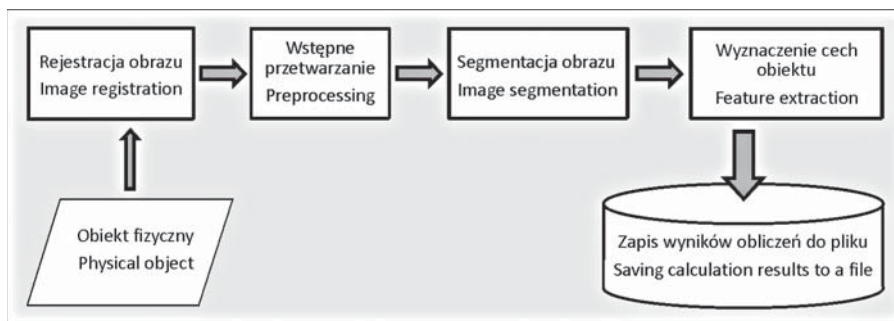 Rejestracja obrazu
Image registration
Wstępne
przetwarzanie
Preprocessing
Segmentacja obrazu
Image segmentation
Wyznaczenie cech
obiektu
Feature extraction
Obiekt fizyczny
Physical object
Zapis wyników obliczeń do pliku
Saving calculation results to a file